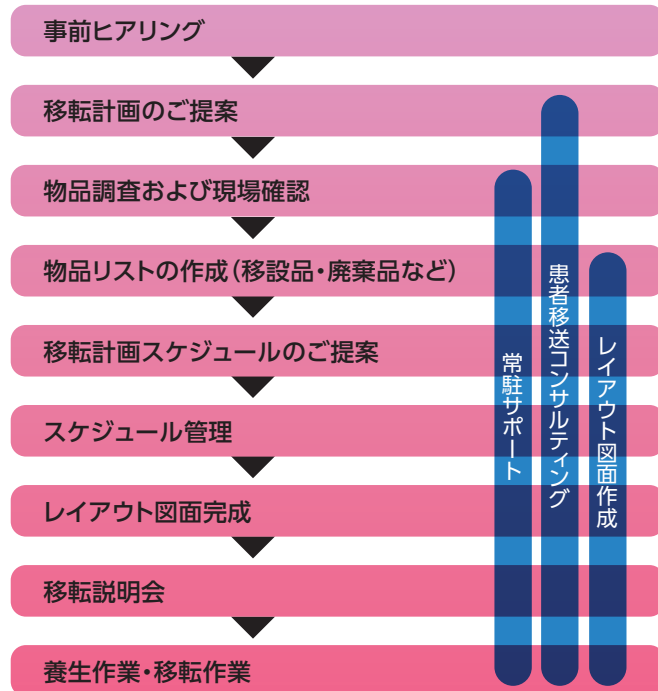 事前ヒアリング
移転計画のご提案
物品調査および現場確認
物品リストの作成(移設品・廃棄品など)
移転計画スケジュールのご提案
スケジュール管理
レイアウト図面完成
移転説明会
養生作業・移転作業
常駐サポート
患者移送コンサルティング
レイアウト図面作成